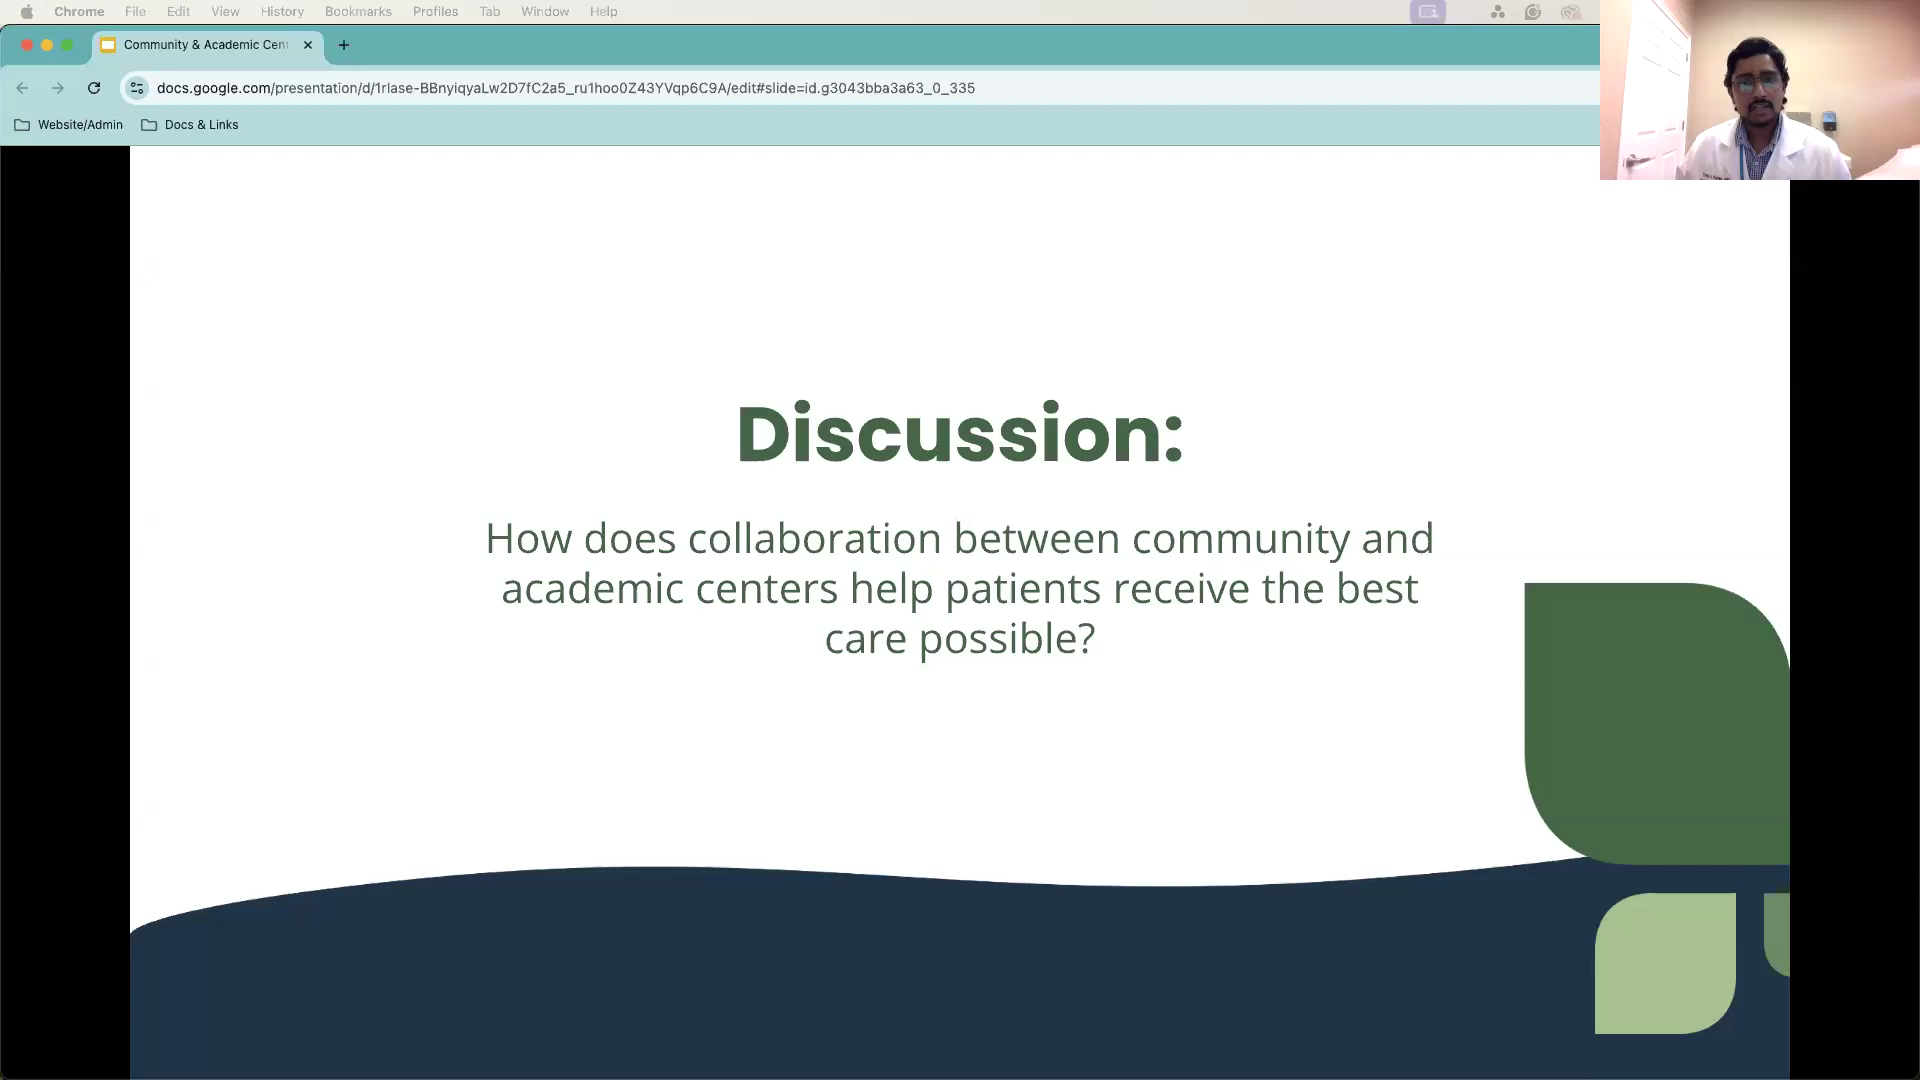 Chrome File Edit View History Bookmarks Profiles Tab Window Help
Community & Academic Cen
docs.google.com/presentation/d/1rlase-BBnyiqyaLw2D7fC2a5_ru1hoo0Z43YVqp6C9A/edit#slide=id.g3043bba3a63_0_335
Website/Admin Docs & Links
Discussion:
How does collaboration between community and
academic centers help patients receive the best
care possible?